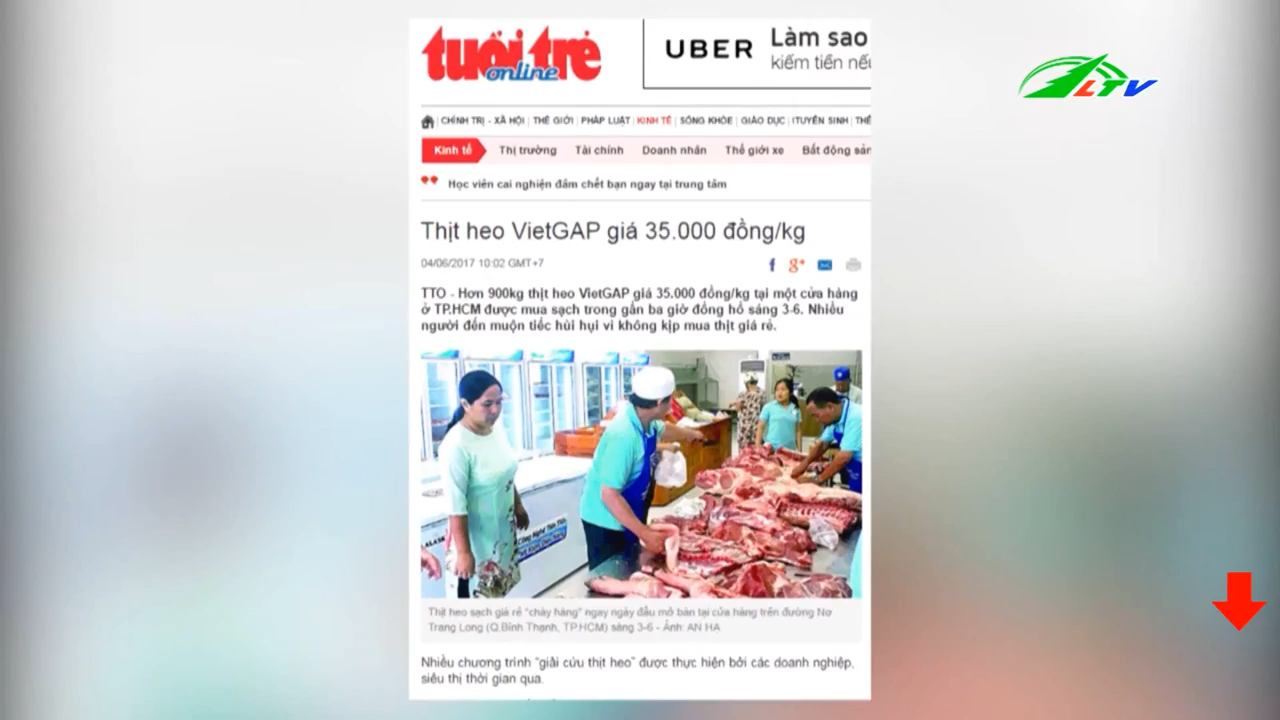 tuổi trẻ
online
UBER
Làm sao
kiếm tiền nếu
LTV
CHÍNH TRỊ - XÃ HỘI | THẾ GIỚI | PHÁP LUẬT | KINH TẾ | SỐNG KHỎE | GIÁO DỤC | ITUYỂN SINH | THẾ
Kinh tế Thị trường Tài chính Doanh nhân Thế giới xe Bất động sản
Học viên cai nghiện đâm chết bạn ngay tại trung tâm
Thịt heo VietGAP giá 35.000 đồng/kg
04/06/2017 10:02 GMT+7
f g+
TTO - Hơn 900kg thịt heo VietGAP giá 35.000 đồng/kg tại một cửa hàng
ở TP.HCM được mua sạch trong gần ba giờ đồng hồ sáng 3-6. Nhiều
người đến muộn tiếc hùi hụi vì không kịp mua thịt giá rẻ.
Thịt heo sạch giá rẻ "cháy hàng" ngay ngày đầu mở bán tại cửa hàng trên đường Nơ
Trang Long (Q.Bình Thạnh, TP.HCM) sáng 3-6 - Ảnh: AN HẠ
Nhiều chương trình "giải cứu thịt heo" được thực hiện bởi các doanh nghiệp,
siêu thị thời gian qua.